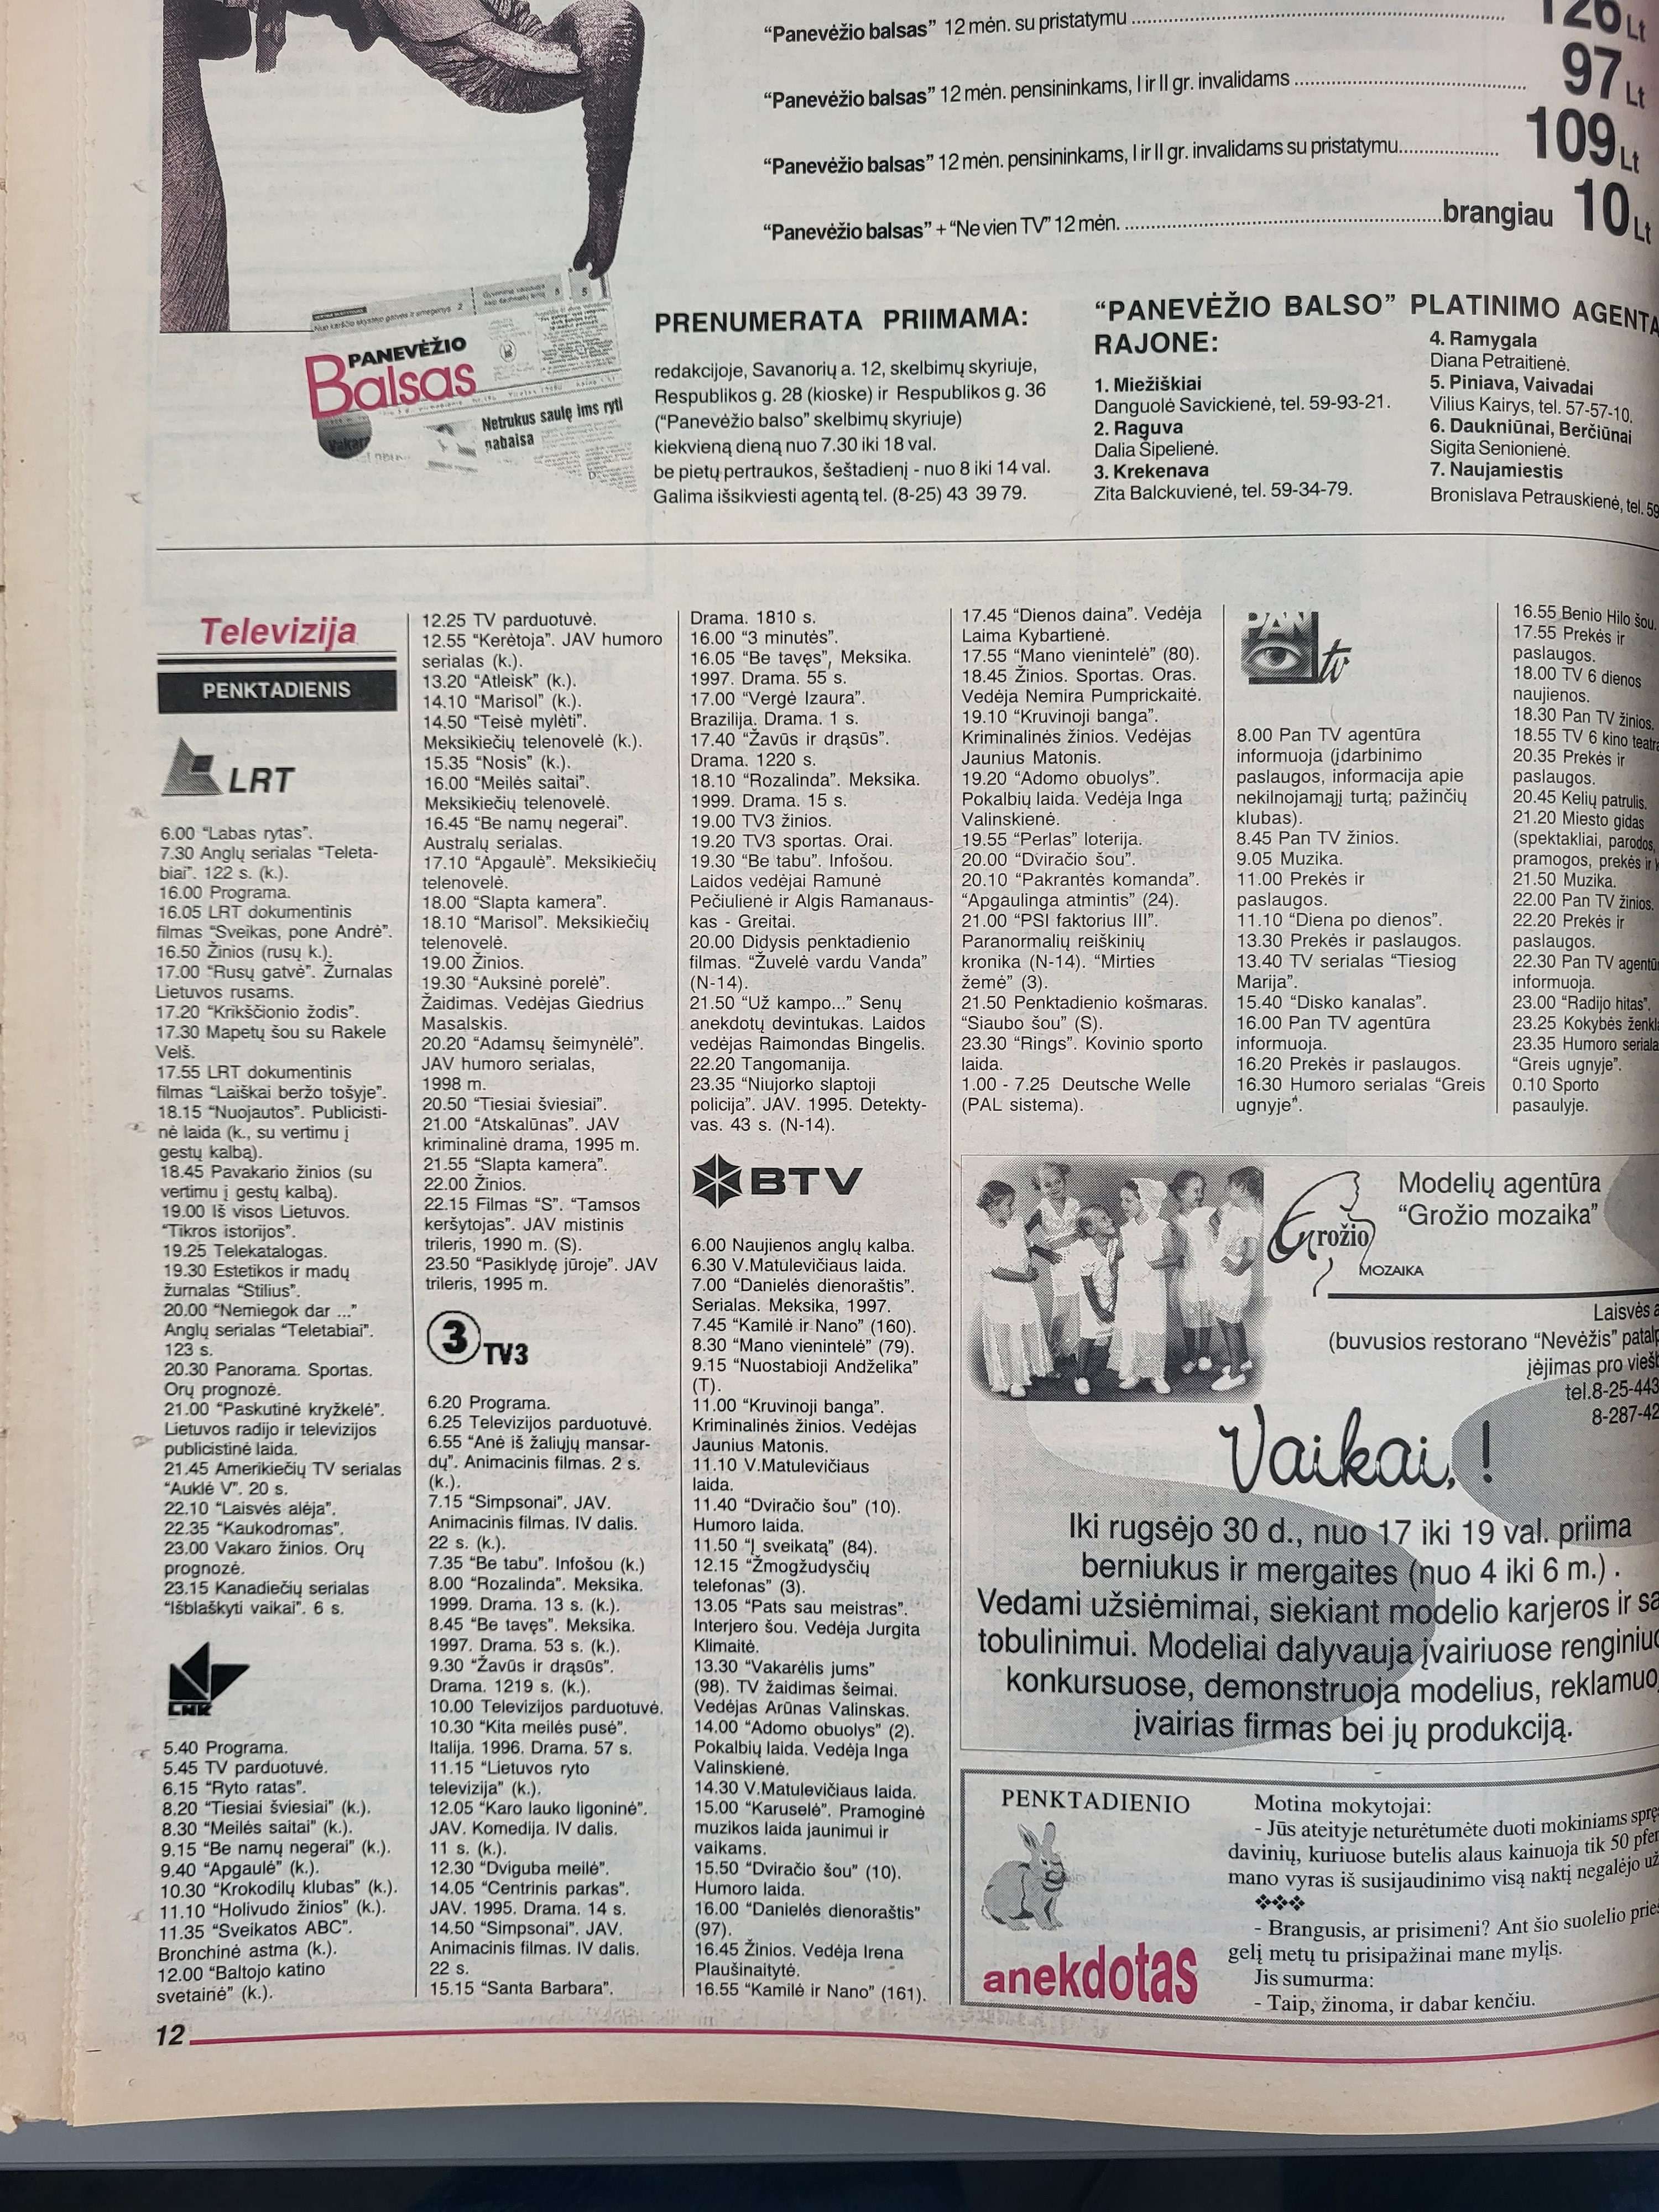 "Panevėžio balsas" 12 mėn. su pristatymu 126 Lt
"Panevėžio balsas" 12 mėn. pensininkams, I ir II gr. invalidams 97 Lt
"Panevėžio balsas" 12 mėn. pensininkams, I ir II gr. invalidams su pristatymu 109 Lt
"Panevėžio balsas" + "Ne vien TV" 12 mėn. brangiau 10 Lt
PANEVĖŽIO
Balsas
Netrukus saulę ims ryti
nabaisa
PRENUMERATA PRIIMAMA:
redakcijoje, Savanorių a. 12, skelbimų skyriuje,
Respublikos g. 28 (kioske) ir Respublikos g. 36
("Panevėžio balso" skelbimų skyriuje)
kiekvieną dieną nuo 7.30 iki 18 val.
be pietų pertraukos, šeštadienį - nuo 8 iki 14 val.
Galima išsikviesti agentą tel. (8-25) 43 39 79.
"PANEVĖŽIO BALSO" PLATINIMO
RAJONE:
1. Miežiškiai
Danguolė Savickienė, tel. 59-93-21.
2. Raguva
Dalia Šipelienė.
3. Krekenava
Zita Balckuvienė, tel. 59-34-79.
4. Ramygala
Diana Petraitienė.
5. Piniava, Vaivadai
Vilius Kairys, tel. 57-57-10.
6. Daukniūnai, Berčiūnai
Sigita Senionienė.
7. Naujamiestis
Bronislava Petrauskienė, tel. 59
Televizija
PENKTADIENIS
LRT
6.00 "Labas rytas".
7.30 Anglų serialas "Teleta-
biai". 122 s. (k.).
16.00 Programa.
16.05 LRT dokumentinis
filmas "Sveikas, pone Andrė".
16.50 Žinios (rusų k.).
17.00 "Rusų gatvė". Žurnalas
Lietuvos rusams.
17.20 "Krikščionio žodis".
17.30 Mapetų šou su Rakele
Velš.
17.55 LRT dokumentinis
filmas "Laiškai beržo tošyje".
18.15 "Nuojautos". Publicisti-
nė laida (k., su vertimu į
gestų kalbą).
18.45 Pavakario žinios (su
vertimu į gestų kalbą).
19.00 Iš visos Lietuvos.
"Tikros istorijos".
19.25 Telekatalogas.
19.30 Estetikos ir madų
žurnalas "Stilius".
20.00 "Nemiegok dar ..."
Anglų serialas "Teletabiai".
123 s.
20.30 Panorama. Sportas.
Orų prognozė.
21.00 "Paskutinė kryžkelė".
Lietuvos radijo ir televizijos
publicistinė laida.
21.45 Amerikiečių TV serialas
"Auklė V". 20 s.
22.10 "Laisvės alėja".
22.35 "Kaukodromas".
23.00 Vakaro žinios. Orų
prognozė.
23.15 Kanadiečių serialas
"Išblaškyti vaikai". 6 s.
LNK
5.40 Programa.
5.45 TV parduotuvė.
6.15 "Ryto ratas".
8.20 "Tiesiai šviesiai" (k.).
8.30 "Meilės saitai" (k.).
9.15 "Be namų negerai" (k.).
9.40 "Apgaulė" (k.).
10.30 "Krokodilų klubas" (k.).
11.10 "Holivudo žinios" (k.).
11.35 "Sveikatos ABC".
Bronchinė astma (k.).
12.00 "Baltojo katino
svetainė" (k.).
12.25 TV parduotuvė.
12.55 "Kerėtoja". JAV humoro
serialas (k.).
13.20 "Atleisk" (k.).
14.10 "Marisol" (k.).
14.50 "Teisė mylėti".
Meksikiečių telenovelė (k.).
15.35 "Nosis" (k.).
16.00 "Meilės saitai".
Meksikiečių telenovelė.
16.45 "Be namų negerai".
Australų serialas.
17.10 "Apgaulė". Meksikiečių
telenovelė.
18.00 "Slapta kamera".
18.10 "Marisol". Meksikiečių
telenovelė.
19.00 Žinios.
19.30 "Auksinė porelė".
Žaidimas. Vedėjas Giedrius
Masalskis.
20.20 "Adamsų šeimynėlė".
JAV humoro serialas,
1998 m.
20.50 "Tiesiai šviesiai".
21.00 "Atskalūnas". JAV
kriminalinė drama, 1995 m.
21.55 "Slapta kamera".
22.00 Žinios.
22.15 Filmas "S". "Tamsos
keršytojas". JAV mistinis
trileris, 1990 m. (S).
23.50 "Pasiklydę jūroje". JAV
trileris, 1995 m.
3 TV3
6.20 Programa.
6.25 Televizijos parduotuvė.
6.55 "Anė iš žaliųjų mansar-
dų". Animacinis filmas. 2 s.
(k.).
7.15 "Simpsonai". JAV.
Animacinis filmas. IV dalis.
22 s. (k.).
7.35 "Be tabu". Infošou (k.)
8.00 "Rozalinda". Meksika.
1999. Drama. 13 s. (k.).
8.45 "Be tavęs". Meksika.
1997. Drama. 53 s. (k.).
9.30 "Žavūs ir drąsūs".
Drama. 1219 s. (k.).
10.00 Televizijos parduotuvė.
10.30 "Kita meilės pusė".
Italija. 1996. Drama. 57 s.
11.15 "Lietuvos ryto
televizija" (k.).
12.05 "Karo lauko ligoninė".
JAV. Komedija. IV dalis.
11 s. (k.).
12.30 "Dviguba meilė".
14.05 "Centrinis parkas".
JAV. 1995. Drama. 14 s.
14.50 "Simpsonai". JAV.
Animacinis filmas. IV dalis.
22 s.
15.15 "Santa Barbara".
Drama. 1810 s.
16.00 "3 minutės".
16.05 "Be tavęs", Meksika.
1997. Drama. 55 s.
17.00 "Vergė Izaura".
Brazilija. Drama. 1 s.
17.40 "Žavūs ir drąsūs".
Drama. 1220 s.
18.10 "Rozalinda". Meksika.
1999. Drama. 15 s.
19.00 TV3 žinios.
19.20 TV3 sportas. Orai.
19.30 "Be tabu". Infošou.
Laidos vedėjai Ramunė
Pečiulienė ir Algis Ramanaus-
kas - Greitai.
20.00 Didysis penktadienio
filmas. "Žuvelė vardu Vanda"
(N-14).
21.50 "Už kampo..." Senų
anekdotų devintukas. Laidos
vedėjas Raimondas Bingelis.
22.20 Tangomanija.
23.35 "Niujorko slaptoji
policija". JAV. 1995. Detekty-
vas. 43 s. (N-14).
BTV
6.00 Naujienos anglų kalba.
6.30 V.Matulevičiaus laida.
7.00 "Danielės dienoraštis".
Serialas. Meksika, 1997.
7.45 "Kamilė ir Nano" (160).
8.30 "Mano vienintelė" (79).
9.15 "Nuostabioji Andželika"
(T).
11.00 "Kruvinoji banga".
Kriminalinės žinios. Vedėjas
Jaunius Matonis.
11.10 V.Matulevičiaus
laida.
11.40 "Dviračio šou" (10).
Humoro laida.
11.50 "Į sveikatą" (84).
12.15 "Žmogžudysčių
telefonas" (3).
13.05 "Pats sau meistras".
Interjero šou. Vedėja Jurgita
Klimaitė.
13.30 "Vakarėlis jums"
(98). TV žaidimas šeimai.
Vedėjas Arūnas Valinskas.
14.00 "Adomo obuolys" (2).
Pokalbių laida. Vedėja Inga
Valinskienė.
14.30 V.Matulevičiaus laida.
15.00 "Karuselė". Pramoginė
muzikos laida jaunimui ir
vaikams.
15.50 "Dviračio šou" (10).
Humoro laida.
16.00 "Danielės dienoraštis"
(97).
16.45 Žinios. Vedėja Irena
Plaušinaitytė.
16.55 "Kamilė ir Nano" (161).
17.45 "Dienos daina". Vedėja
Laima Kybartienė.
17.55 "Mano vienintelė" (80).
18.45 Žinios. Sportas. Oras.
Vedėja Nemira Pumprickaitė.
19.10 "Kruvinoji banga".
Kriminalinės žinios. Vedėjas
Jaunius Matonis.
19.20 "Adomo obuolys".
Pokalbių laida. Vedėja Inga
Valinskienė.
19.55 "Perlas" loterija.
20.00 "Dviračio šou".
20.10 "Pakrantės komanda".
"Apgaulinga atmintis" (24).
21.00 "PSI faktorius III".
Paranormalių reiškinių
kronika (N-14). "Mirties
žemė" (3).
21.50 Penktadienio košmaras.
"Siaubo šou" (S).
23.30 "Rings". Kovinio sporto
laida.
1.00 - 7.25 Deutsche Welle
(PAL sistema).
PAN tv
8.00 Pan TV agentūra
informuoja (įdarbinimo
paslaugos, informacija apie
nekilnojamąjį turtą; pažinčių
klubas).
8.45 Pan TV žinios.
9.05 Muzika.
11.00 Prekės ir
paslaugos.
11.10 "Diena po dienos".
13.30 Prekės ir paslaugos.
13.40 TV serialas "Tiesiog
Marija".
15.40 "Disko kanalas".
16.00 Pan TV agentūra
informuoja.
16.20 Prekės ir paslaugos.
16.30 Humoro serialas "Greis
ugnyje".
16.55 Benio Hilo šou.
17.55 Prekės ir
paslaugos.
18.00 TV 6 dienos
naujienos.
18.30 Pan TV žinios.
18.55 TV 6 kino
20.35 Prekės ir
paslaugos.
20.45 Kelių patrulis.
21.20 Miesto gidas
(spektakliai, parodos,
pramogos, prekės ir
21.50 Muzika.
22.00 Pan TV žinios.
22.20 Prekės ir
paslaugos.
22.30 Pan TV
informuoja.
23.00 "Radijo hitas".
23.25 Kokybės
23.35 Humoro
"Greis ugnyje".
0.10 Sporto
pasaulyje.
Grožio
MOZAIKA
Modelių agentūra
"Grožio mozaika"
Laisvės
(buvusios restorano "Nevėžis"
įėjimas pro
tel.8-25-443
8-287-42
Vaikai, !
Iki rugsėjo 30 d., nuo 17 iki 19 val. priima
berniukus ir mergaites (nuo 4 iki 6 m.) .
Vedami užsiėmimai, siekiant modelio karjeros ir
tobulinimui. Modeliai dalyvauja įvairiuose
konkursuose, demonstruoja modelius,
įvairias firmas bei jų produkciją.
PENKTADIENIO
anekdotas
Motina mokytojai:
- Jūs ateityje neturėtumėte duoti mokiniams
davinių, kuriuose butelis alaus kainuoja tik 50
mano vyras iš susijaudinimo visą naktį negalėjo
- Brangusis, ar prisimeni? Ant šio suolelio
gelį metų tu prisipažinai mane mylįs.
Jis sumurma:
- Taip, žinoma, ir dabar kenčiu.
12